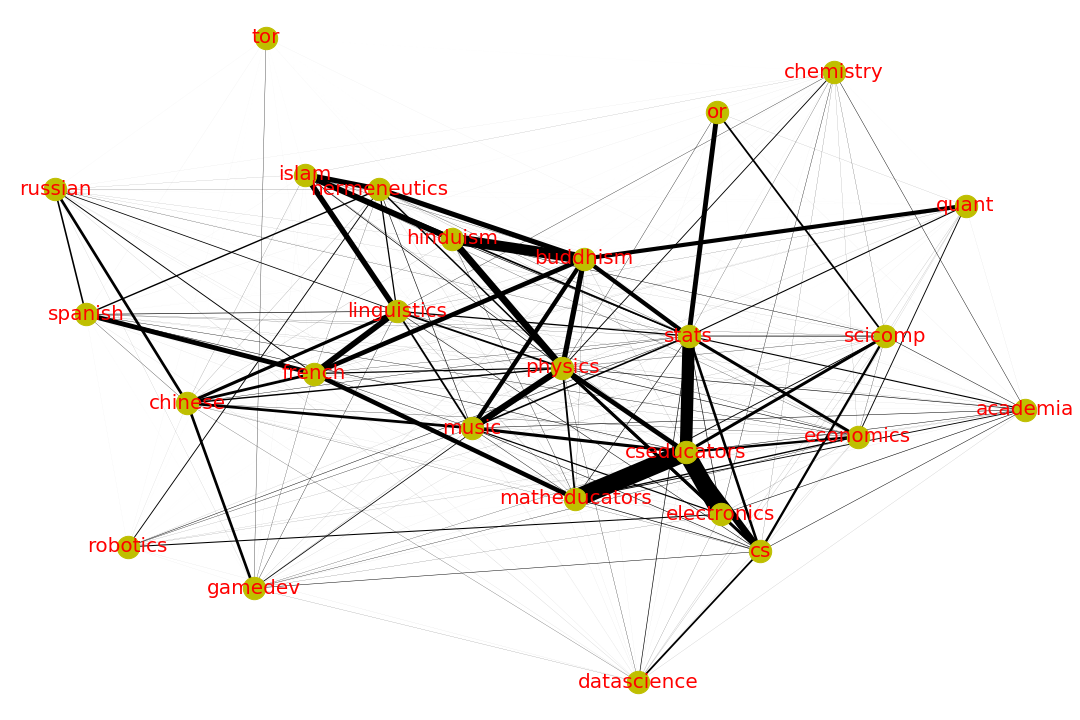 tor
chemistry
or
islam
hermeneutics
russian
quant
hinduism
buddhism
linguistics
spanish
stats
scicomp
physics
french
chinese
academia
music
economics
cseducators
matheducators
electronics
robotics
cs
gamedev
datascience